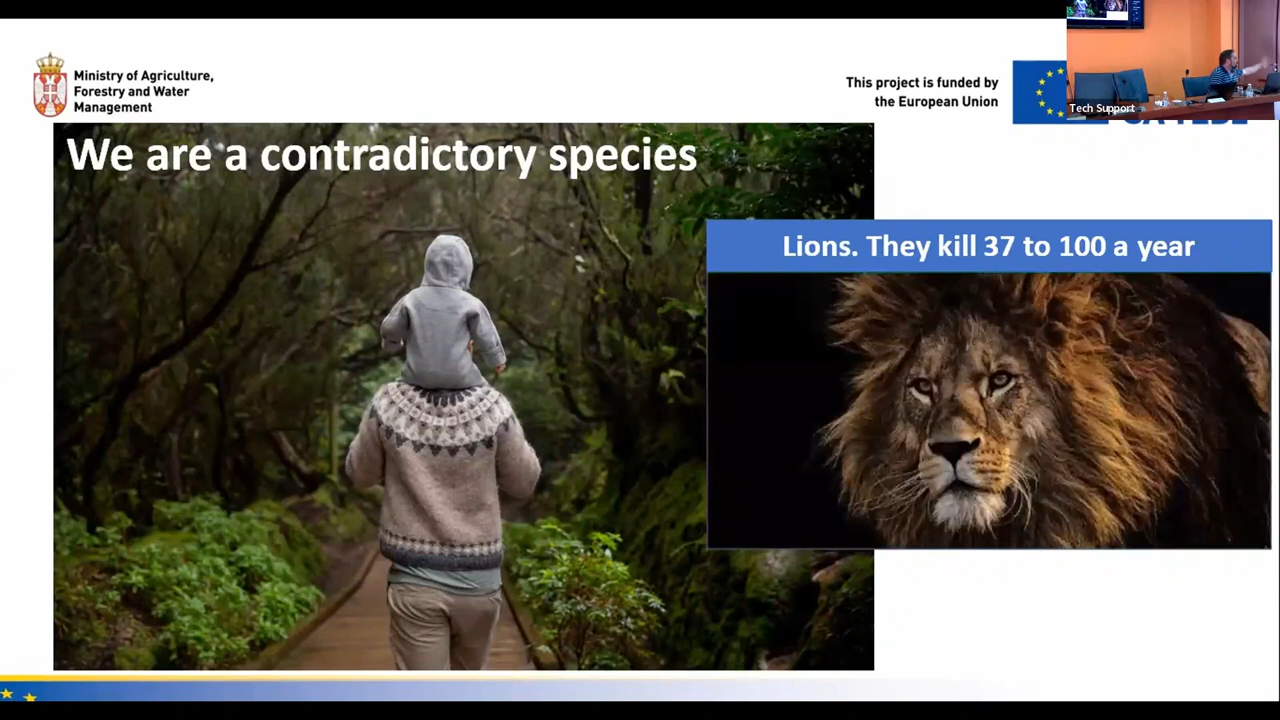 Ministry of Agriculture,
Forestry and Water
Management
This project is funded by
the European Union
Tech Support
We are a contradictory species
Lions. They kill 37 to 100 a year